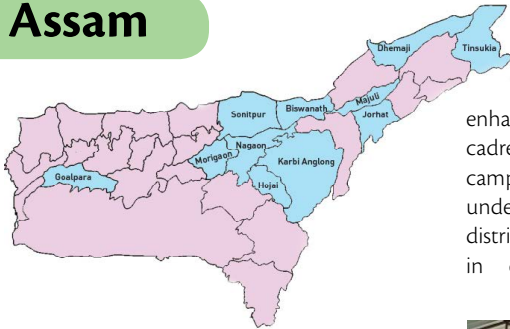 Assam
Dhemaji
Tinsukia
Sonitpur
Biswanath
Majuli
Jorhat
Nagaon
Morigaon
Karbi Anglong
Goalpara
Hojai
enha
cadre
camp
unde
distri
in